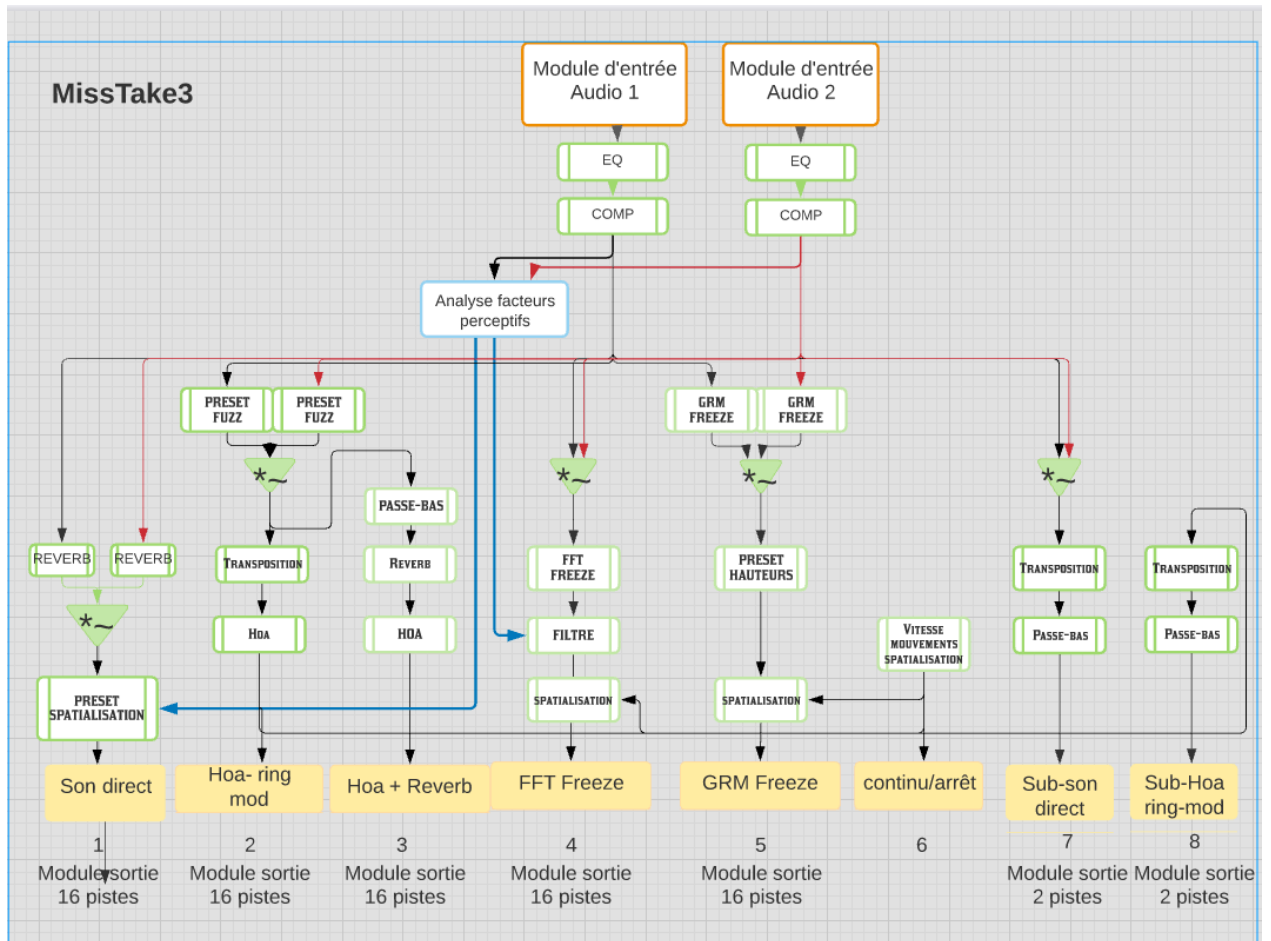 MissTake3
Module d'entrée
Audio 1
Module d'entrée
Audio 2
EQ
EQ
COMP
COMP
Analyse facteurs
perceptifs
PRESET
FUZZ
PRESET
FUZZ
GRM
FREEZE
GRM
FREEZE
*~
*~
*~
*~
PASSE-BAS
REVERB
REVERB
TRANSPOSITION
REVERB
FFT
FREEZE
PRESET
HAUTEURS
TRANSPOSITION
TRANSPOSITION
*~
HOA
HOA
FILTRE
VITESSE
MOUVEMENTS
SPATIALISATION
PASSE-BAS
PASSE-BAS
PRESET
SPATIALISATION
SPATIALISATION
SPATIALISATION
Son direct
Hoa- ring
mod
Hoa + Reverb
FFT Freeze
GRM Freeze
continu/arrêt
Sub-son
direct
Sub-Hoa
ring-mod
1
Module sortie
16 pistes
2
Module sortie
16 pistes
3
Module sortie
16 pistes
4
Module sortie
16 pistes
5
Module sortie
16 pistes
6
7
Module sortie
2 pistes
8
Module sortie
2 pistes